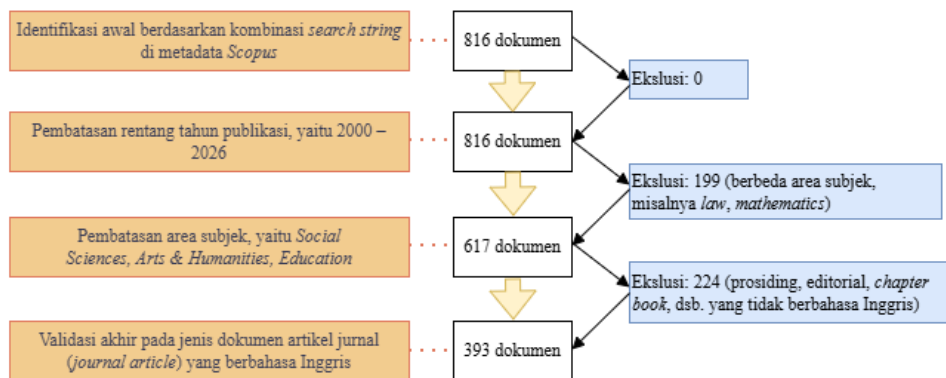 Identifikasi awal berdasarkan kombinasi search string
di metadata Scopus
816 dokumen
Ekslusi: 0
Pembatasan rentang tahun publikasi, yaitu 2000 –
2026
816 dokumen
Ekslusi: 199 (berbeda area subjek,
misalnya law, mathematics)
Pembatasan area subjek, yaitu Social
Sciences, Arts & Humanities, Education
617 dokumen
Ekslusi: 224 (prosiding, editorial, chapter
book, dsb. yang tidak berbahasa Inggris)
Validasi akhir pada jenis dokumen artikel jurnal
(journal article) yang berbahasa Inggris
393 dokumen